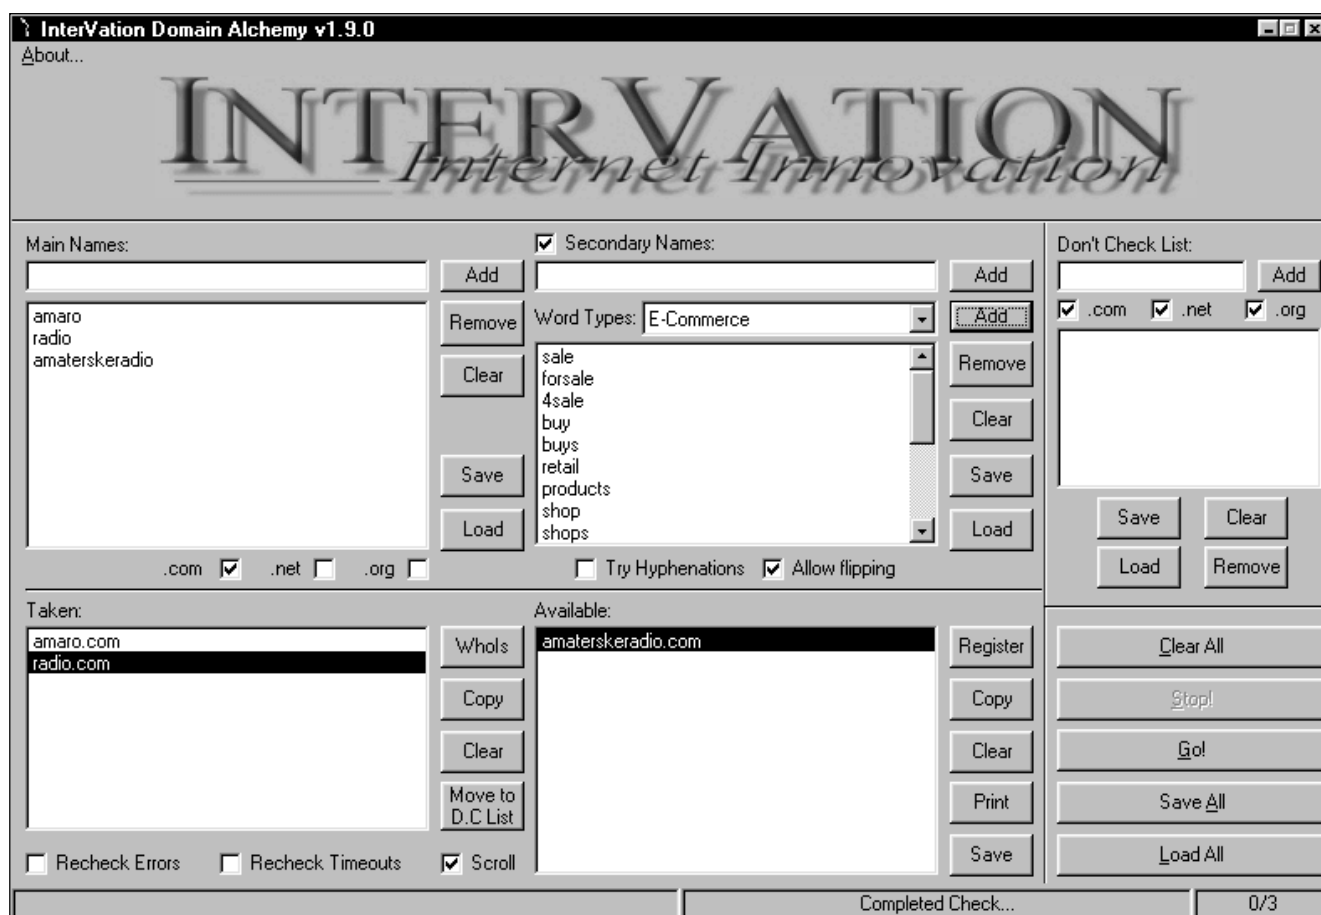 InterVation Domain Alchemy v1.9.0
About...
INTERVATION
Internet Innovation
Main Names:
Add
amaro
radio
amaterskeradio
Remove
Clear
Save
Load
.com .net .org
Secondary Names:
Add
Word Types: E-Commerce
Add
sale
forsale
4sale
buy
buys
retail
products
shop
shops
Remove
Clear
Save
Load
Try Hyphenations Allow flipping
Don't Check List:
Add
.com .net .org
Save Clear
Load Remove
Taken:
amaro.com
radio.com
WhoIs
Copy
Clear
Move to
D.C List
Recheck Errors Recheck Timeouts Scroll
Available:
amaterskeradio.com
Register
Copy
Clear
Print
Save
Clear All
Stop!
Go!
Save All
Load All
Completed Check... 0/3